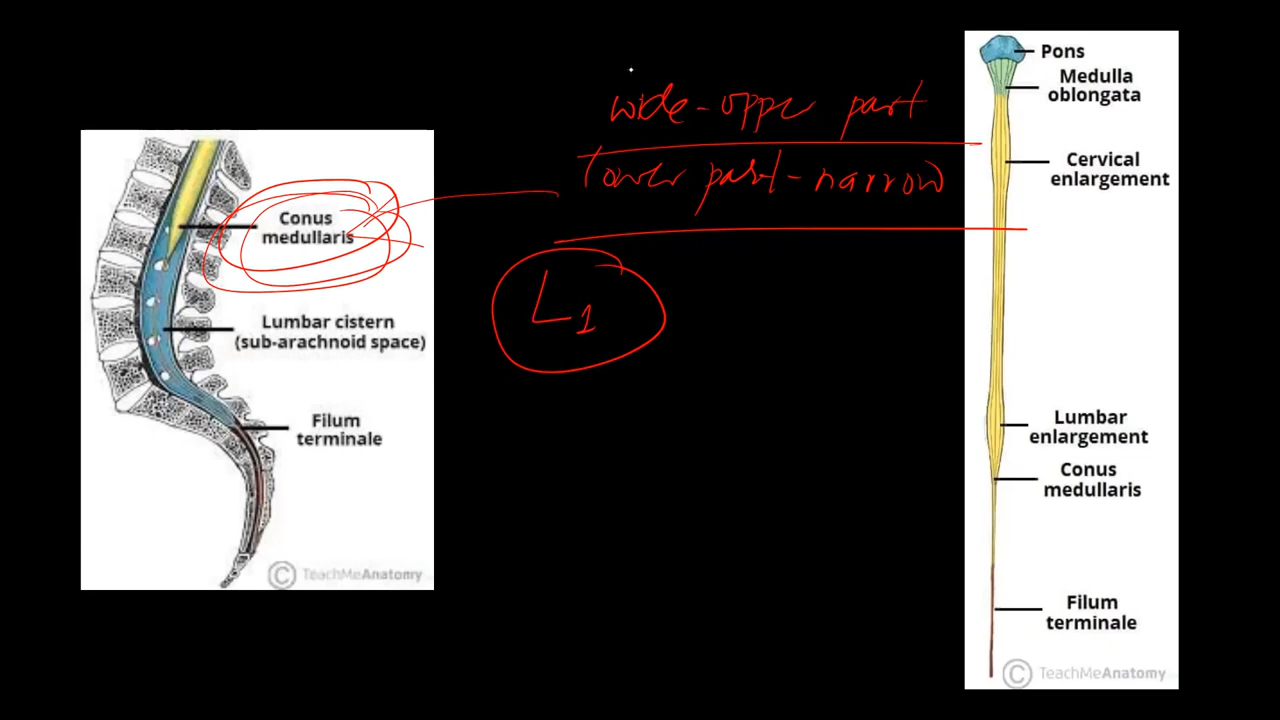 wide-upper part
lower part-narrow
L1
Conus
medullaris
Lumbar cistern
(sub-arachnoid space)
Filum
terminale
© TeachMeAnatomy
Pons
Medulla
oblongata
Cervical
enlargement
Lumbar
enlargement
Conus
medullaris
Filum
terminale
© TeachMeAnatomy